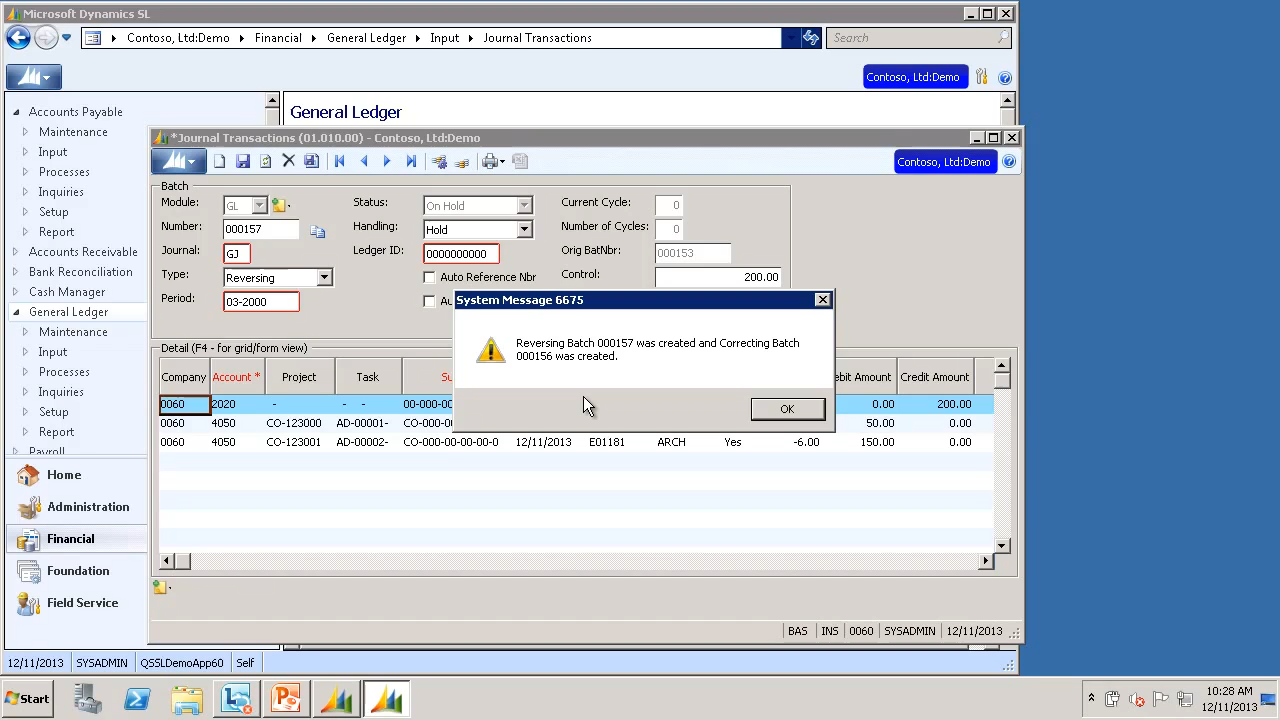 Microsoft Dynamics SL
Contoso, Ltd:Demo Financial General Ledger Input Journal Transactions
Search
Contoso, Ltd:Demo
Accounts Payable
Maintenance
Input
Processes
Inquiries
Setup
Report
Accounts Receivable
Bank Reconciliation
Cash Manager
General Ledger
Maintenance
Input
Processes
Inquiries
Setup
Report
Payroll
Home
Administration
Financial
Foundation
Field Service
General Ledger
*Journal Transactions (01.010.00) - Contoso, Ltd:Demo
Contoso, Ltd:Demo
Batch
Module: GL Status: On Hold Current Cycle: 0
Number: 000157 Handling: Hold Number of Cycles: 0
Journal: GJ Ledger ID: 0000000000 Orig BatNbr: 000153
Type: Reversing Auto Reference Nbr Control: 200.00
Period: 03-2000
System Message 6675
Reversing Batch 000157 was created and Correcting Batch
000156 was created.
OK
Detail (F4 - for grid/form view)
Company Account * Project Task Su ebit Amount Credit Amount
0060 2020 - - - 00-000-00 0.00 200.00
0060 4050 CO-123000 AD-00001- CO-000-00 50.00 0.00
0060 4050 CO-123001 AD-00002- CO-000-00-00-00-0 12/11/2013 E01181 ARCH Yes -6.00 150.00 0.00
BAS INS 0060 SYSADMIN 12/11/2013
12/11/2013 SYSADMIN QSSLDemoApp60 Self
Start
10:28 AM
12/11/2013